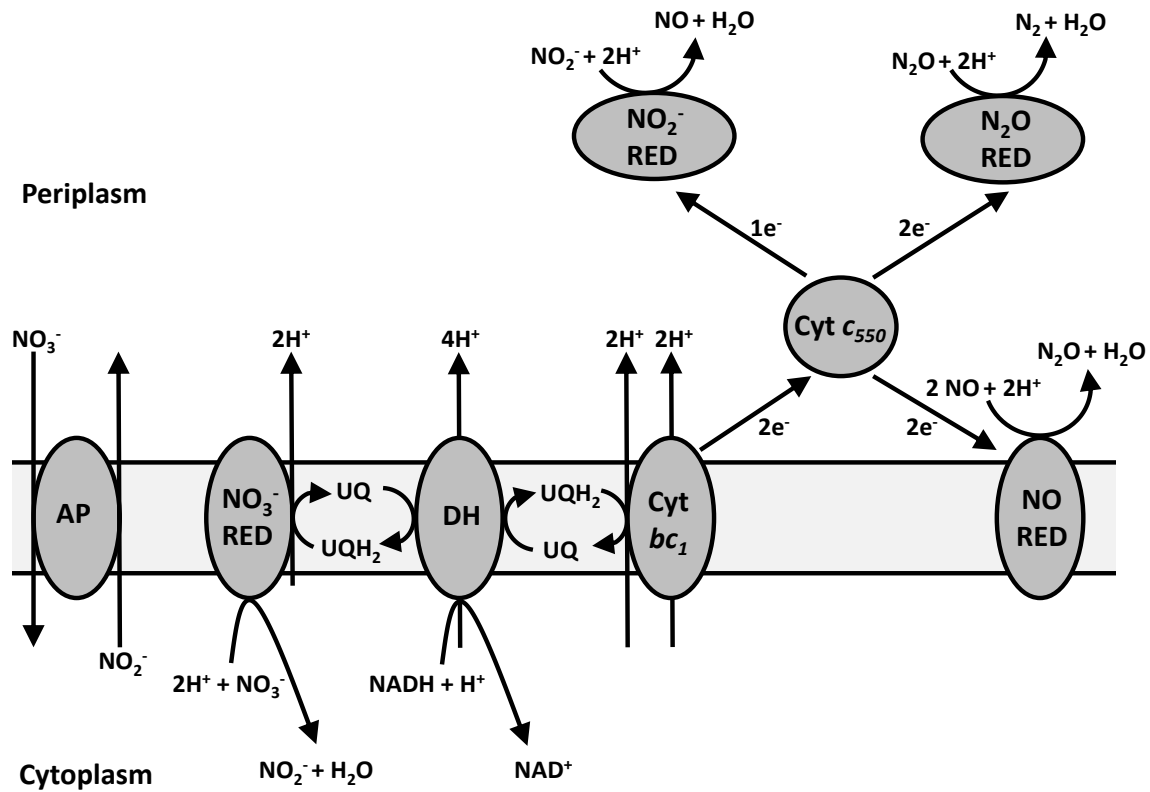 NO + H₂O
N₂ + H₂O
NO₂⁻ + 2H⁺
N₂O + 2H⁺
NO₂⁻
RED
N₂O
RED
Periplasm
1e⁻
2e⁻
Cyt c₅₅₀
NO₃⁻
2H⁺
4H⁺
2H⁺
2H⁺
N₂O + H₂O
2 NO + 2H⁺
2e⁻
2e⁻
AP
NO₃⁻
RED
UQ
UQH₂
DH
UQH₂
UQ
Cyt
bc₁
NO
RED
NO₂⁻
2H⁺ + NO₃⁻
NADH + H⁺
NO₂⁻ + H₂O
NAD⁺
Cytoplasm